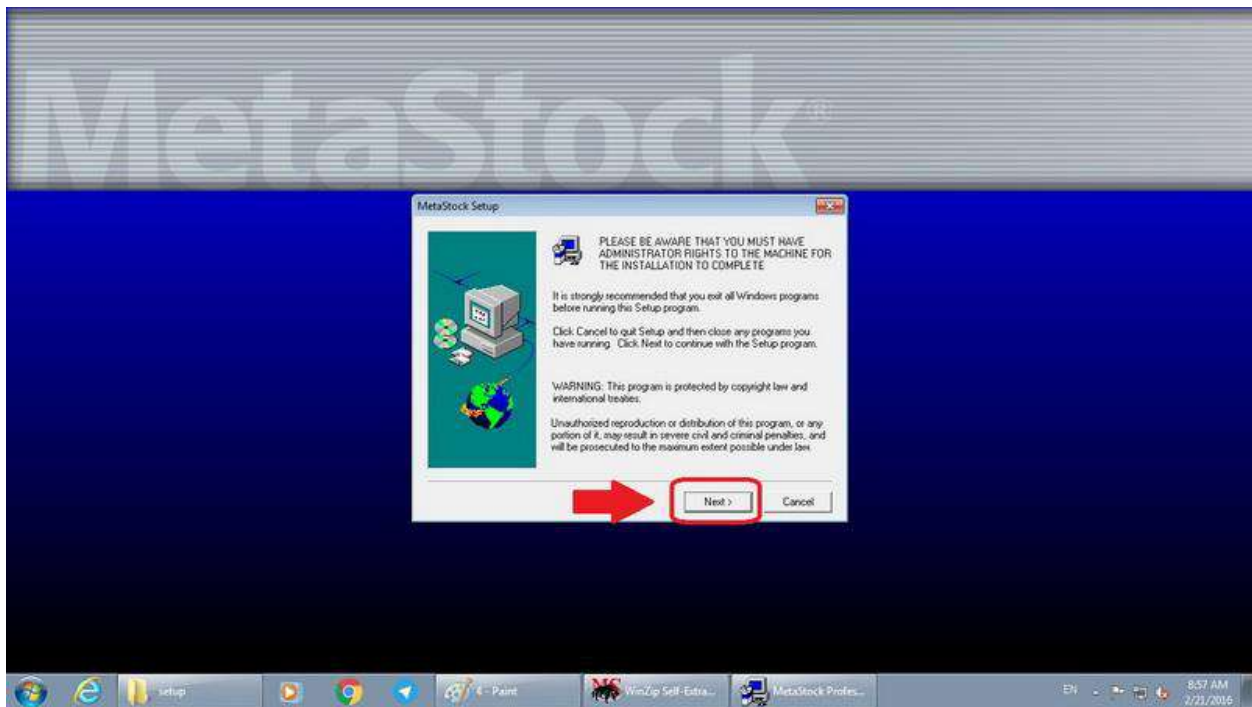 MetaStock®
MetaStock Setup
PLEASE BE AWARE THAT YOU MUST HAVE
ADMINISTRATOR RIGHTS TO THE MACHINE FOR
THE INSTALLATION TO COMPLETE
It is strongly recommended that you exit all Windows programs
before running this Setup program.
Click Cancel to quit Setup and then close any programs you
have running. Click Next to continue with the Setup program.
WARNING: This program is protected by copyright law and
international treaties.
Unauthorized reproduction or distribution of this program, or any
portion of it, may result in severe civil and criminal penalties, and
will be prosecuted to the maximum extent possible under law.
Next >
Cancel
setup
4 - Paint
WinZip Self-Extra...
MetaStock Profes...
EN
8:57 AM
2/21/2016